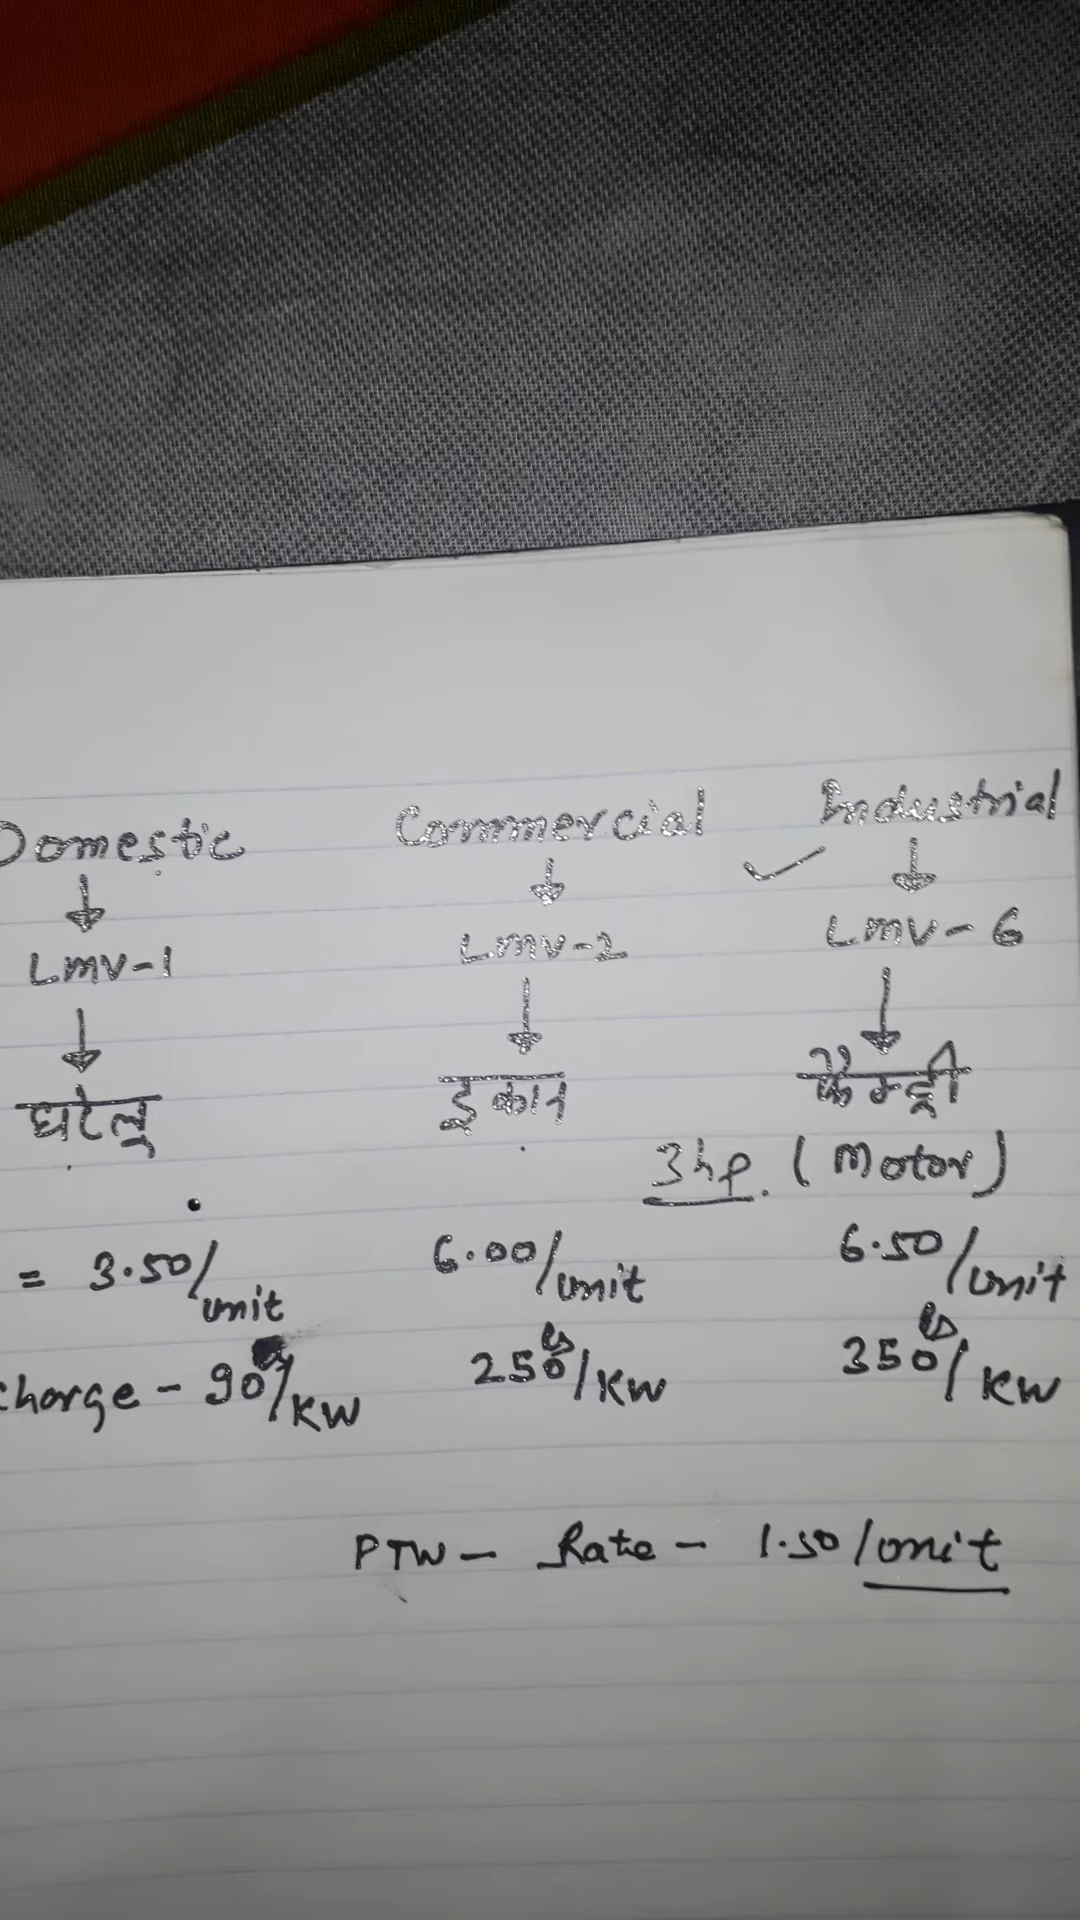 Domestic Commercial Industrial
LMV-1 LMV-2 ✓ LMV-6
घरेलू दुकान फैक्ट्री
3hp. (Motor)
= 3.50/unit 6.00/unit 6.50/unit
charge - 90/KW 250/KW 350/KW
PTW - Rate - 1.50/unit